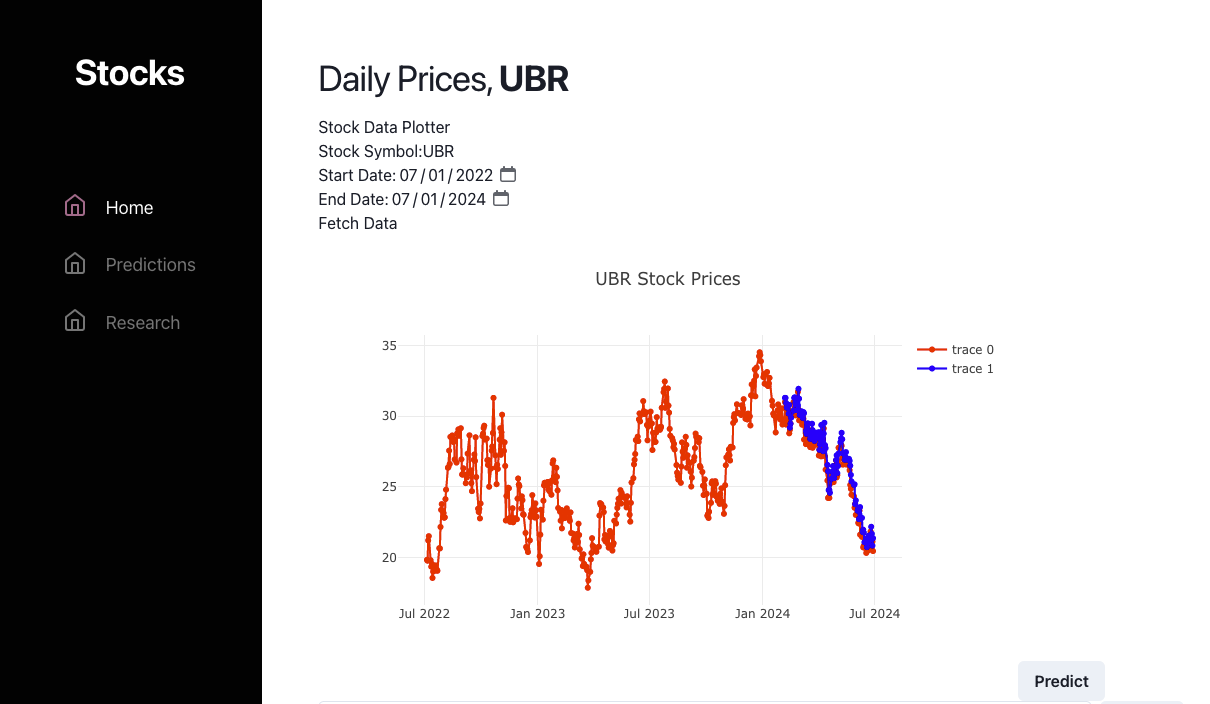 Stocks
Home
Predictions
Research
Daily Prices, UBR
Stock Data Plotter
Stock Symbol:UBR
Start Date: 07/01/2022
End Date: 07/01/2024
Fetch Data
UBR Stock Prices
35
30
25
20
Jul 2022 Jan 2023 Jul 2023 Jan 2024 Jul 2024
trace 0
trace 1
Predict